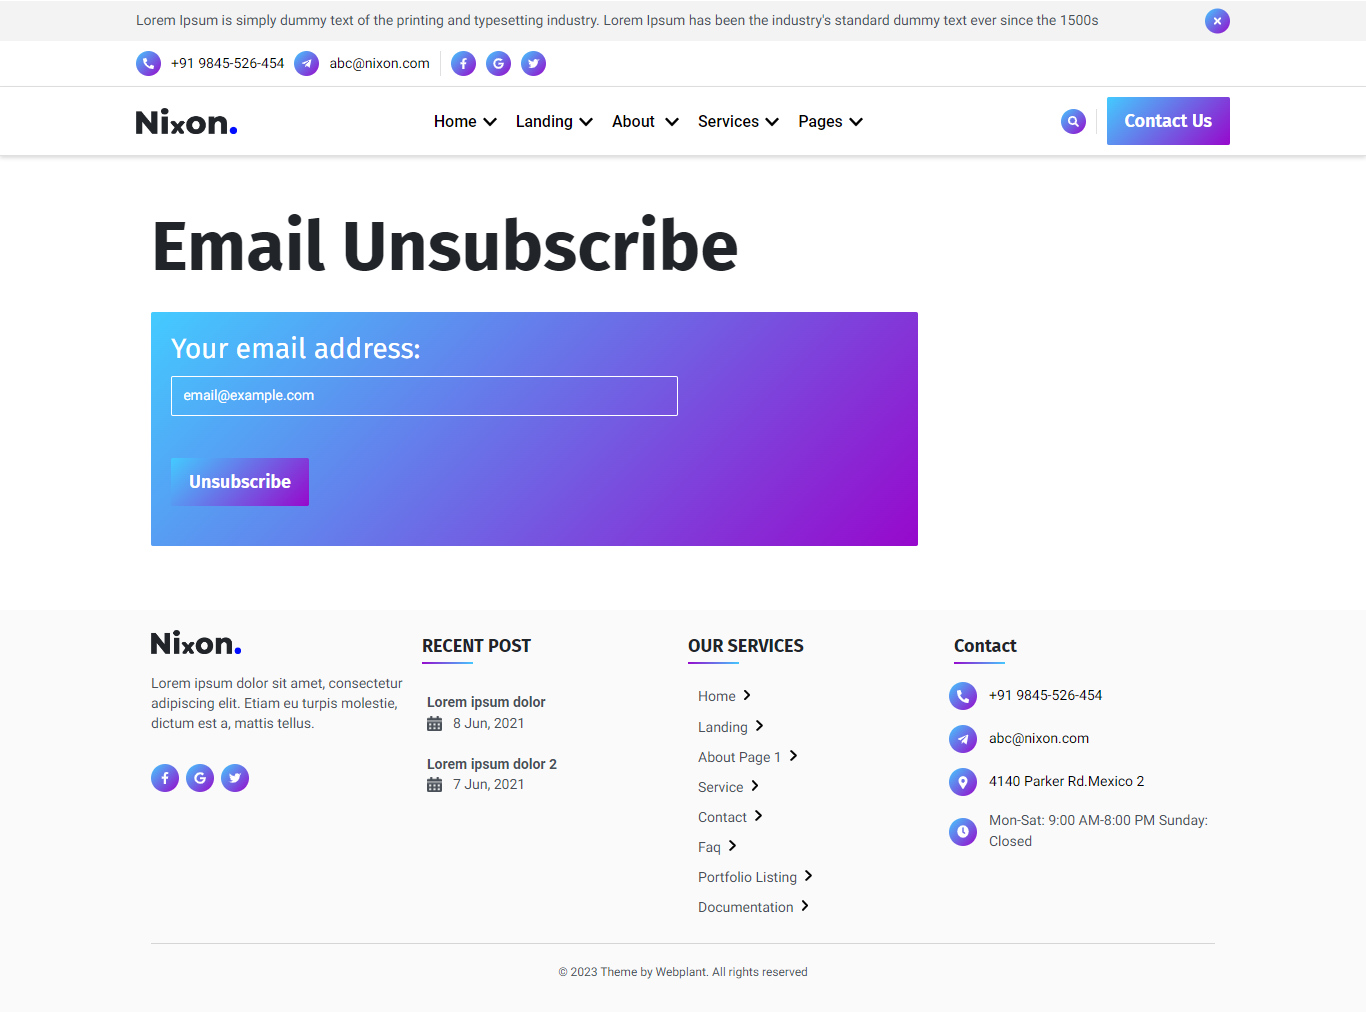 Lorem Ipsum is simply dummy text of the printing and typesetting industry. Lorem Ipsum has been the industry's standard dummy text ever since the 1500s
+91 9845-526-454 abc@nixon.com
Nixon.
Home Landing About Services Pages
Contact Us
Email Unsubscribe
Your email address:
email@example.com
Unsubscribe
Nixon.
Lorem ipsum dolor sit amet, consectetur
adipiscing elit. Etiam eu turpis molestie,
dictum est a, mattis tellus.
RECENT POST
Lorem ipsum dolor
8 Jun, 2021
Lorem ipsum dolor 2
7 Jun, 2021
OUR SERVICES
Home
Landing
About Page 1
Service
Contact
Faq
Portfolio Listing
Documentation
Contact
+91 9845-526-454
abc@nixon.com
4140 Parker Rd.Mexico 2
Mon-Sat: 9:00 AM-8:00 PM Sunday:
Closed
© 2023 Theme by Webplant. All rights reserved